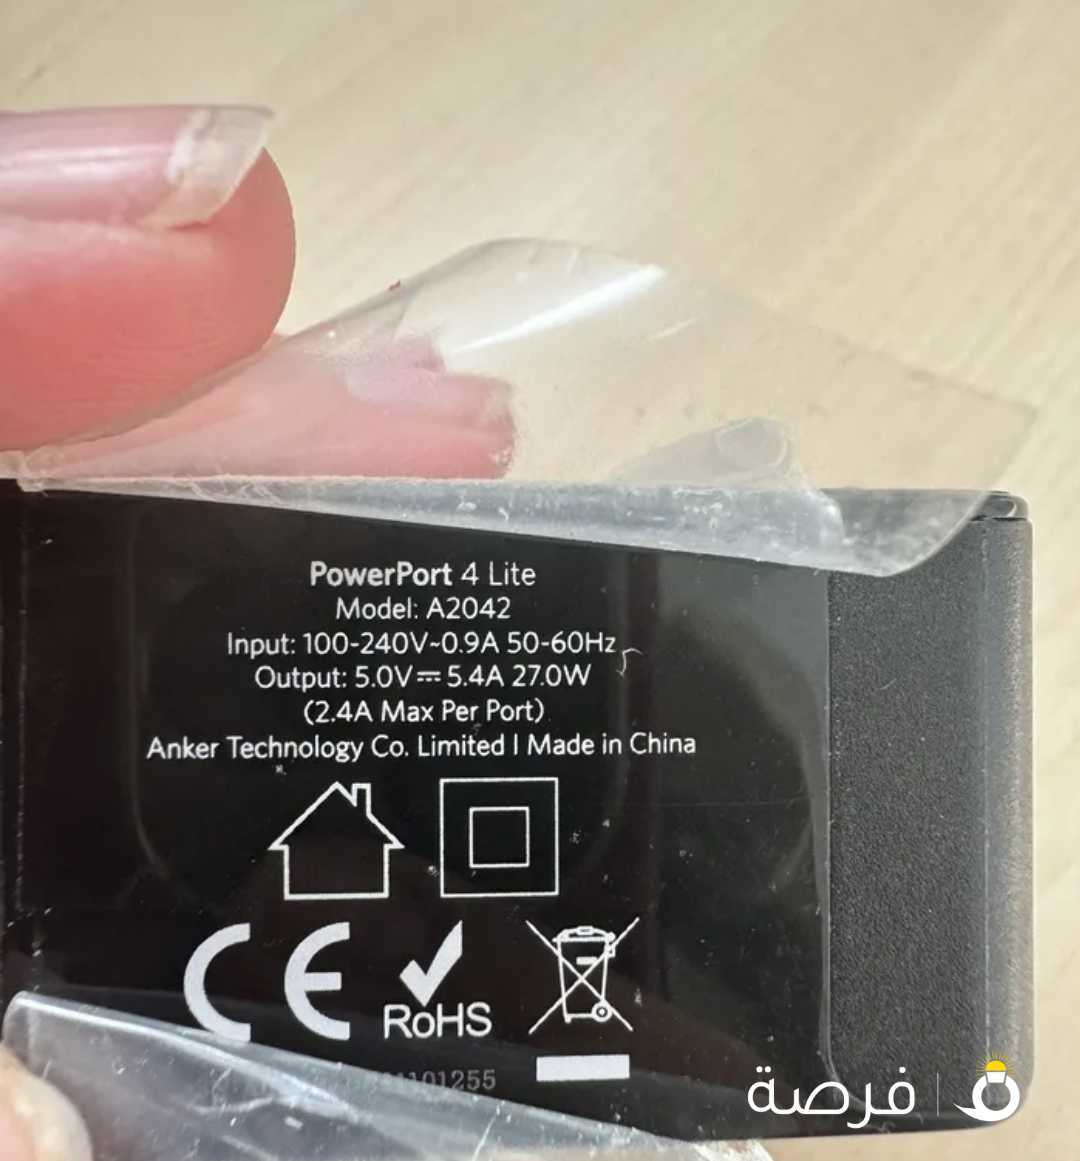 PowerPort 4 Lite
Model: A2042
Input: 100-240V~0.9A 50-60Hz
Output: 5.0V⎓5.4A 27.0W
(2.4A Max Per Port)
Anker Technology Co. Limited | Made in China
CE
RoHS
فرصة